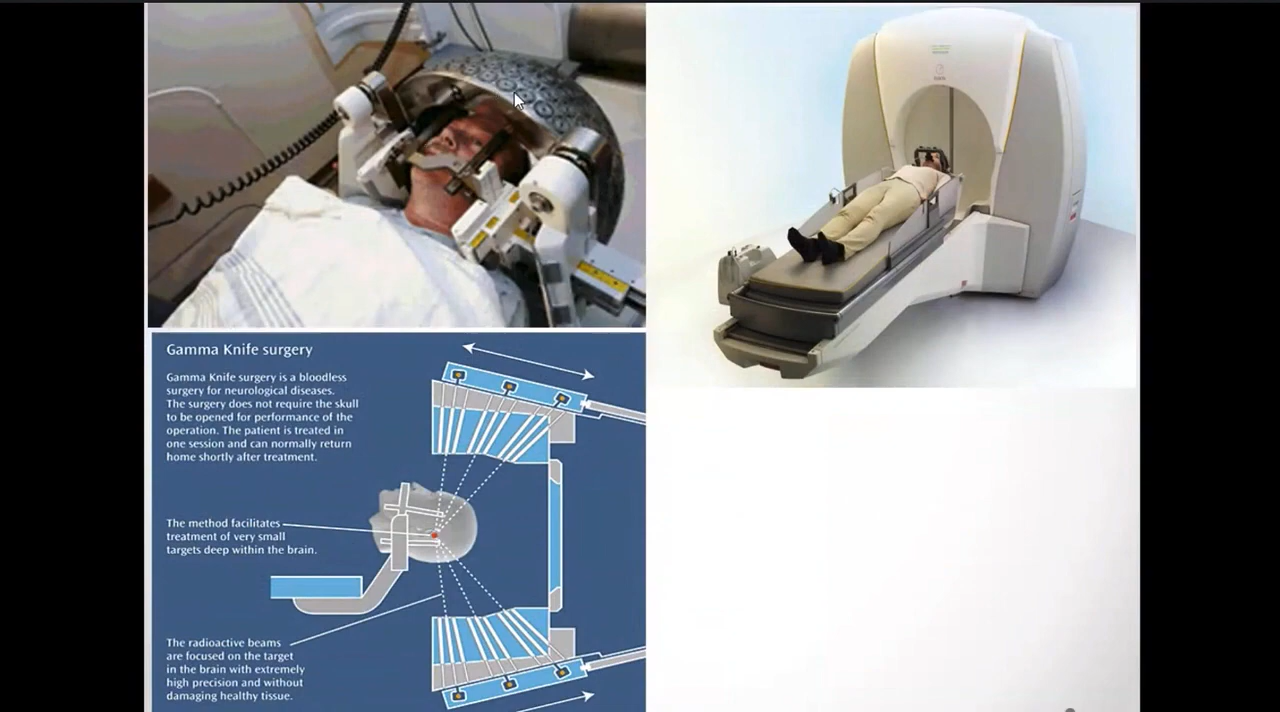 Gamma Knife surgery
Gamma Knife surgery is a bloodless
surgery for neurological diseases.
The surgery does not require the skull
to be opened for performance of the
operation. The patient is treated in
one session and can normally return
home shortly after treatment.
The method facilitates
treatment of very small
targets deep within the brain.
The radioactive beams
are focused on the target
in the brain with extremely
high precision and without
damaging healthy tissue.